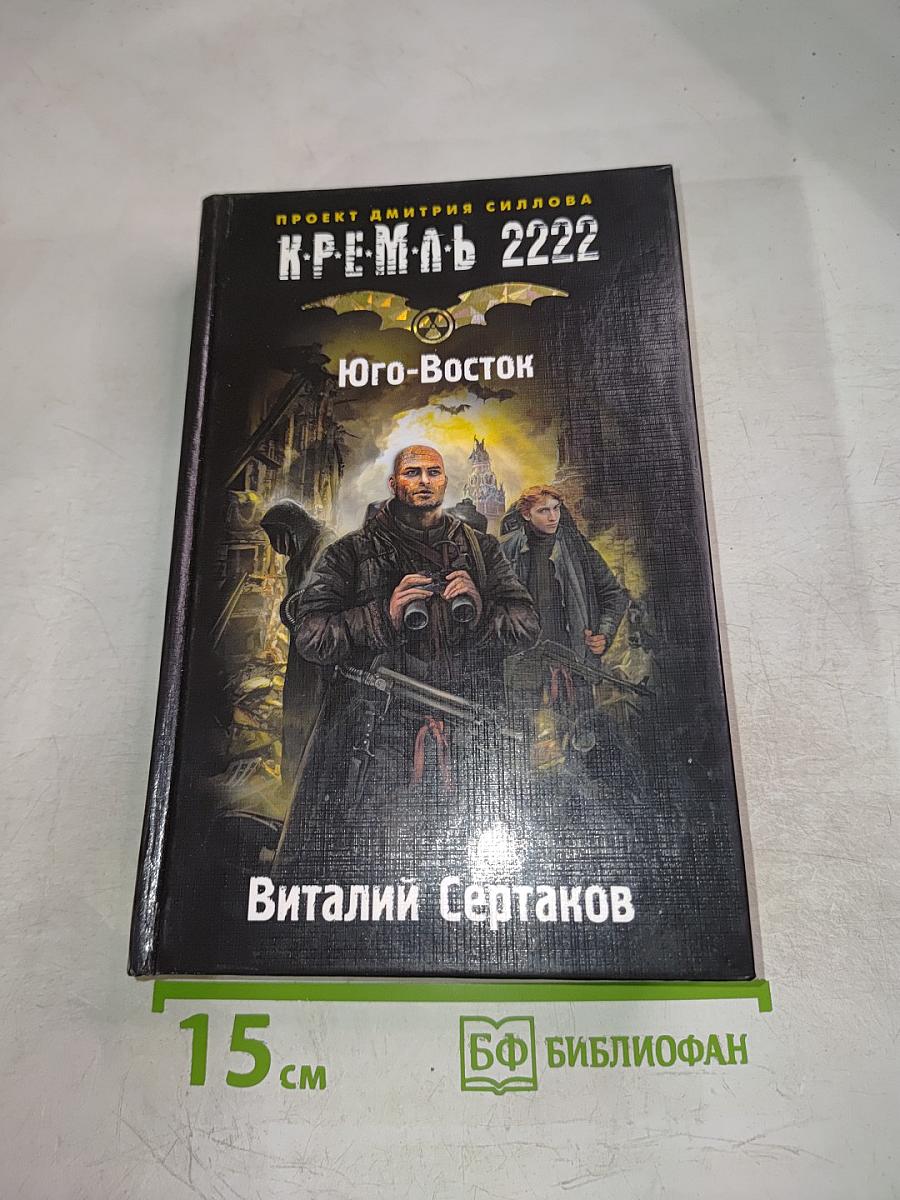 ПРОЕКТ ДМИТРИЯ СИЛЛОВА
К·Р·Е·М·Л·Ь 2222
Юго-Восток
Виталий Сертаков
15 см
БФ БИБЛИОФАН